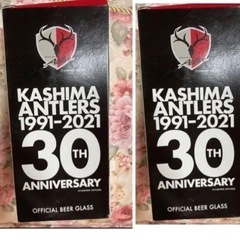 KASHIMA
ANTLERS
1991-2021
30TH
ANNIVERSARY
OFFICIAL BEER GLASS
KASHIMA
ANTLERS
1991-2021
30TH
ANNIVERSARY
OFFICIAL BEER GLASS